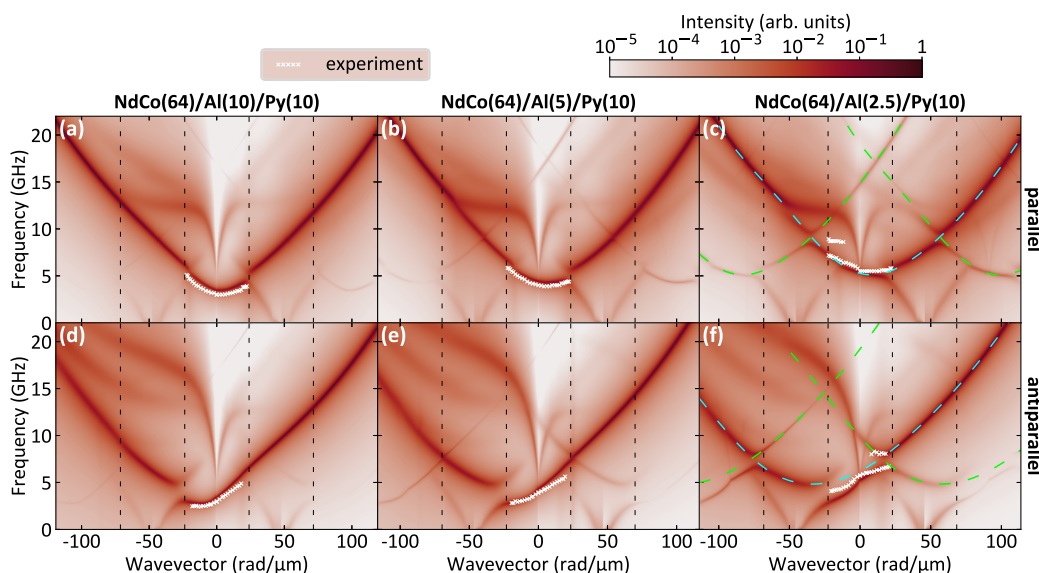 Intensity (arb. units)
10⁻⁵ 10⁻⁴ 10⁻³ 10⁻² 10⁻¹ 1
experiment
NdCo(64)/Al(10)/Py(10) NdCo(64)/Al(5)/Py(10) NdCo(64)/Al(2.5)/Py(10)
(a) (b) (c)
20
15
10
5
0
Frequency (GHz)
parallel
(d) (e) (f)
20
15
10
5
0
Frequency (GHz)
antiparallel
-100 -50 0 50 100 -100 -50 0 50 100 -100 -50 0 50 100
Wavevector (rad/μm) Wavevector (rad/μm) Wavevector (rad/μm)